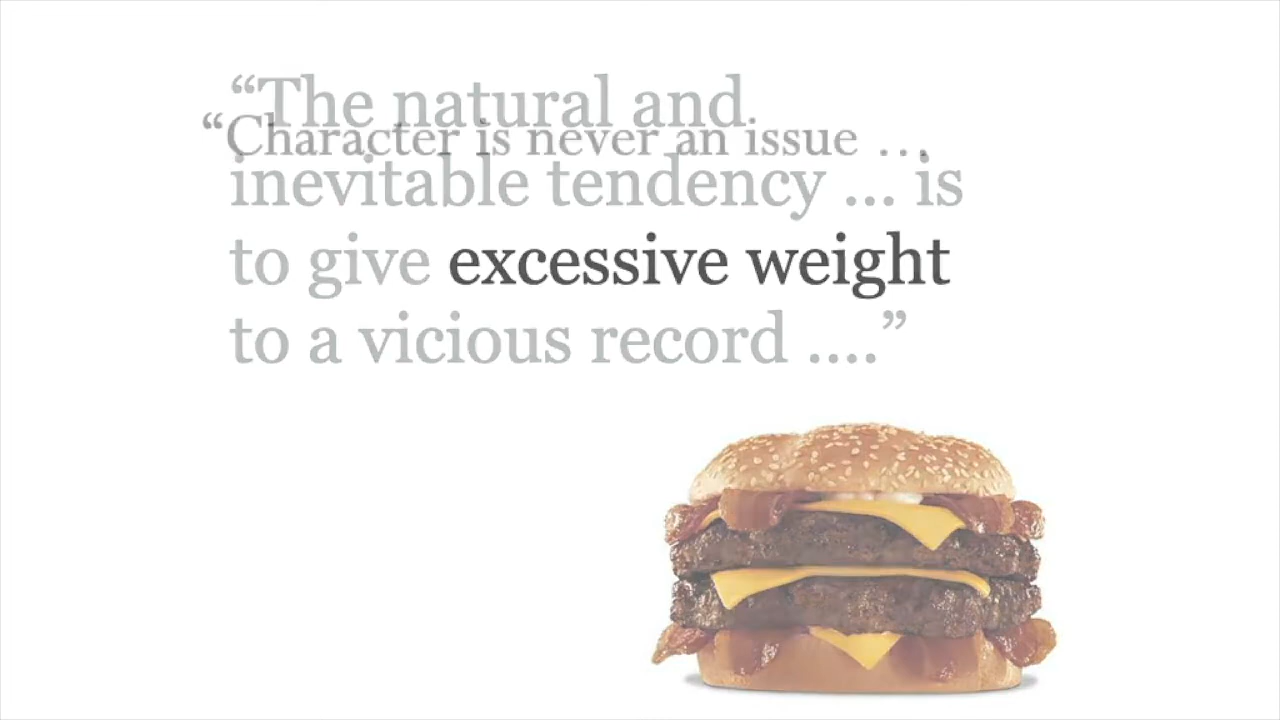 “The natural and
“Character is never an issue …
inevitable tendency … is
to give excessive weight
to a vicious record ….”